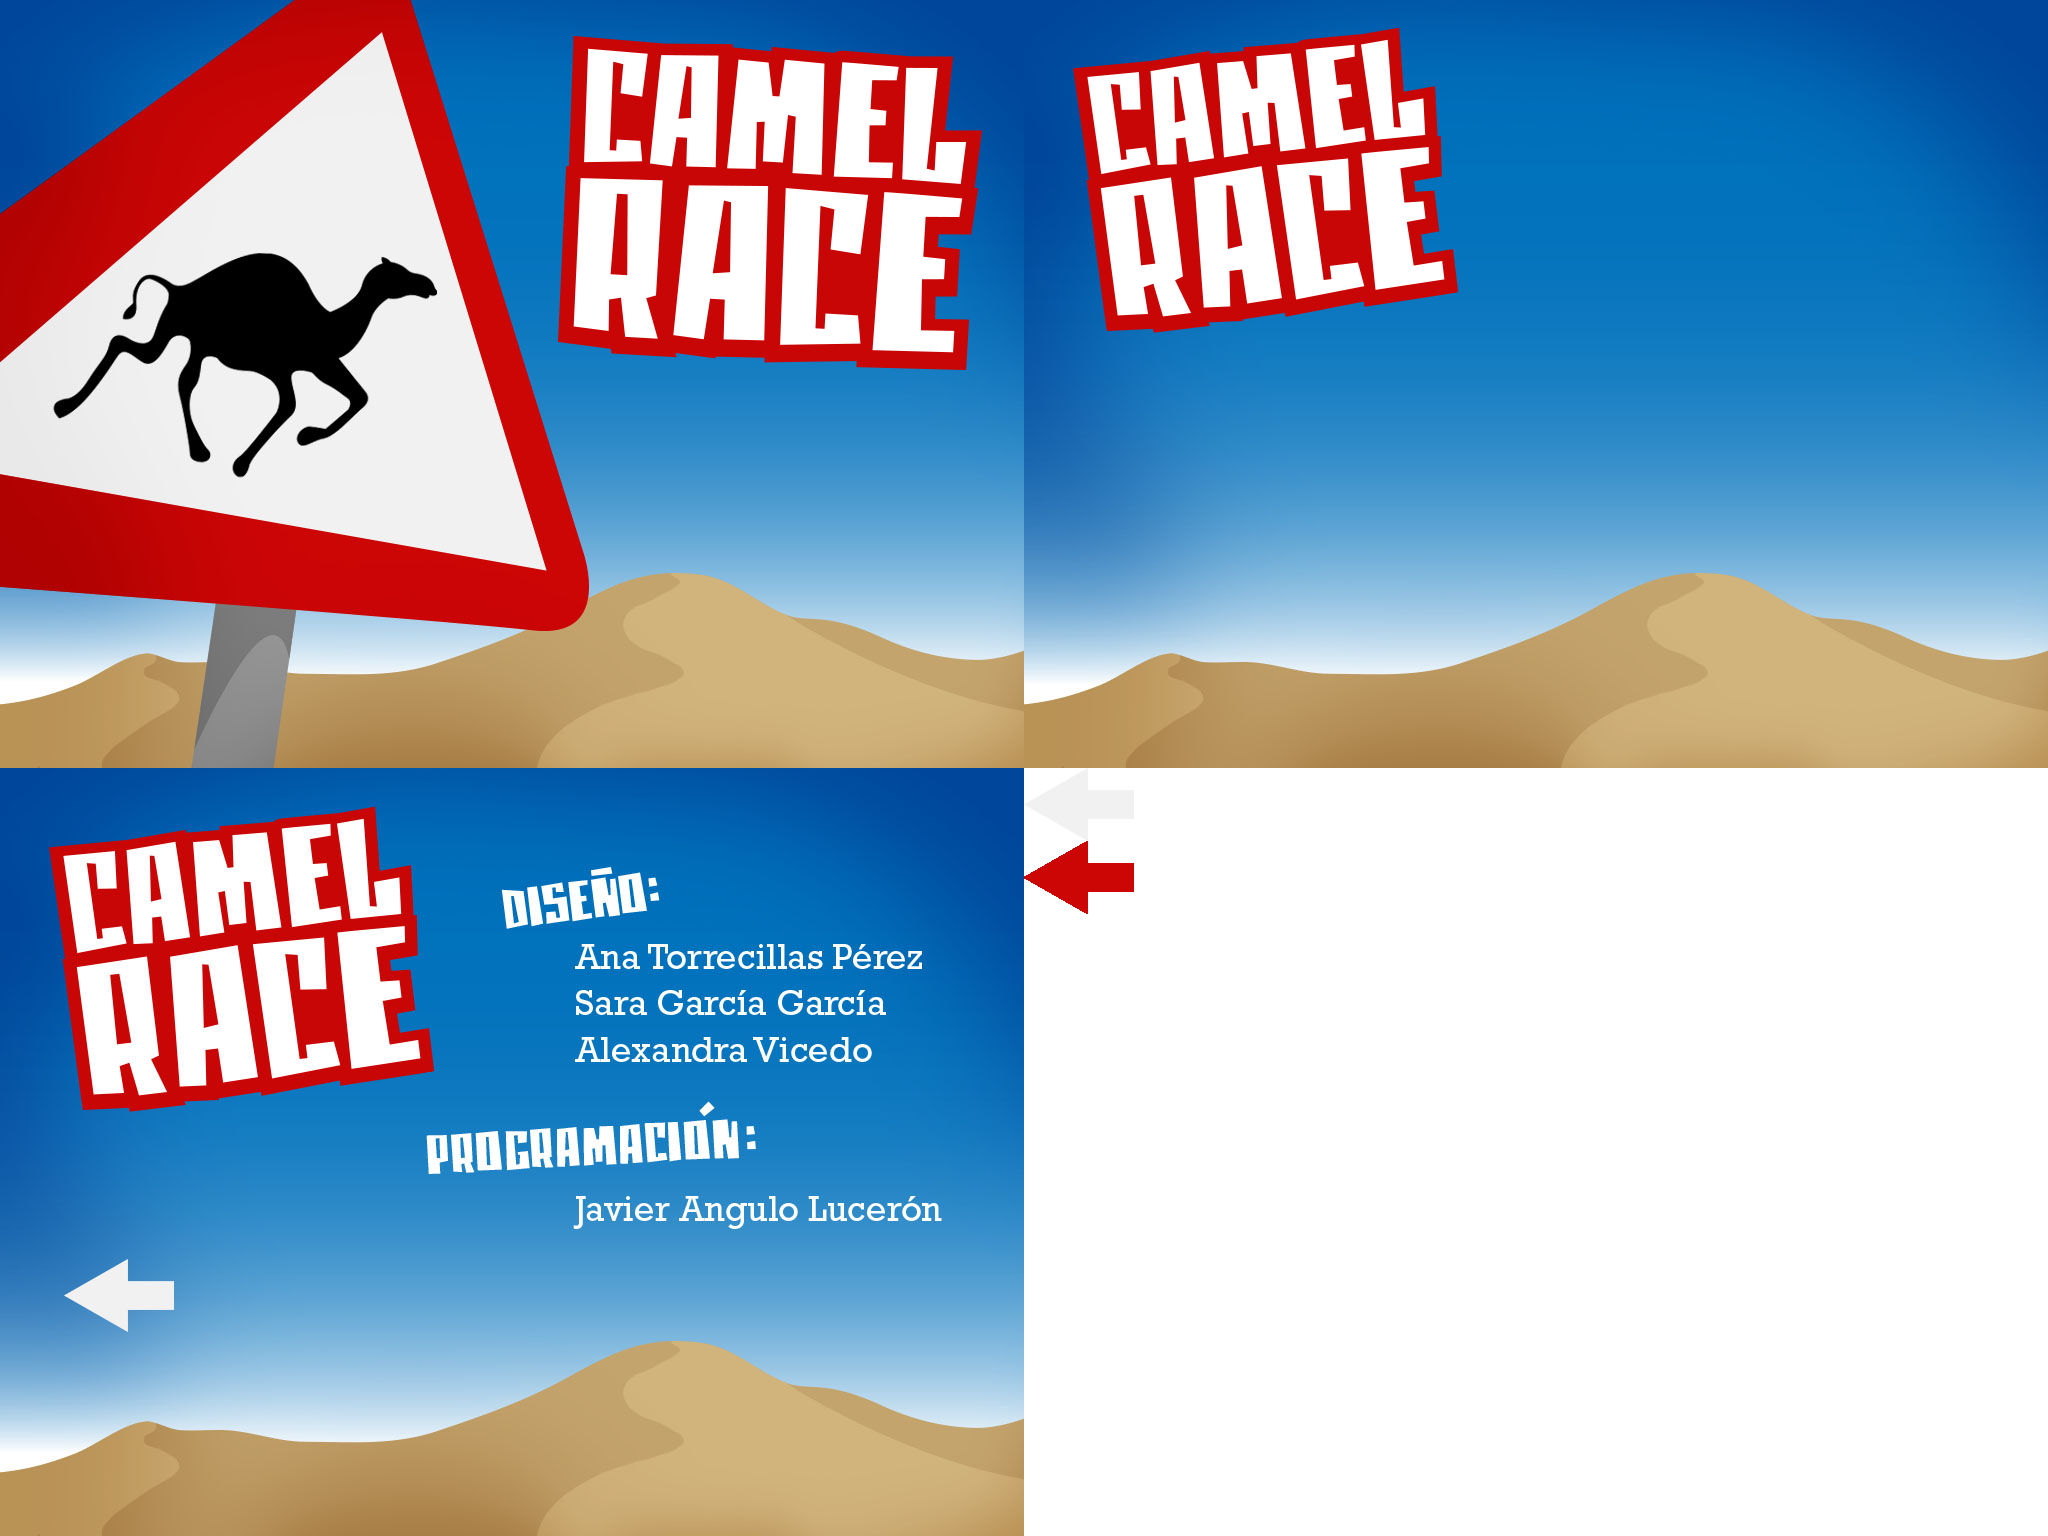 CAMEL
RACE
CAMEL
RACE
CAMEL
RACE
DISEÑO:
Ana Torrecillas Pérez
Sara García García
Alexandra Vicedo
PROGRAMACIÓN:
Javier Angulo Lucerón